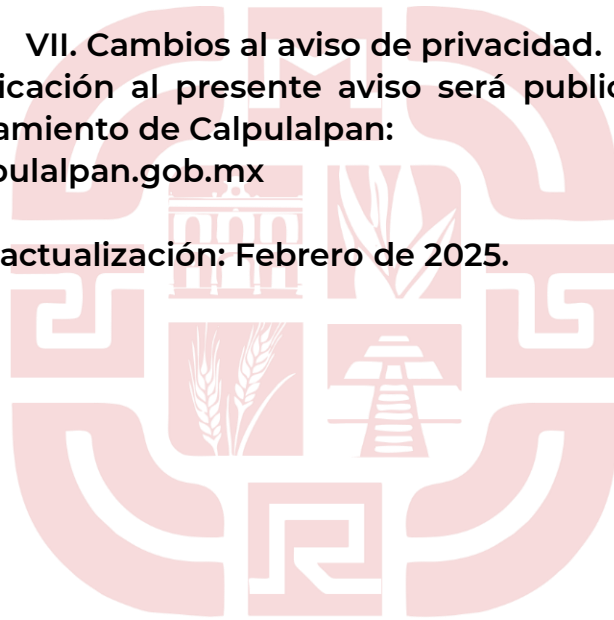 VII. Cambios al aviso de privacidad.
icación al presente aviso será public
amiento de Calpulalpan:
pulalpan.gob.mx
actualización: Febrero de 2025.